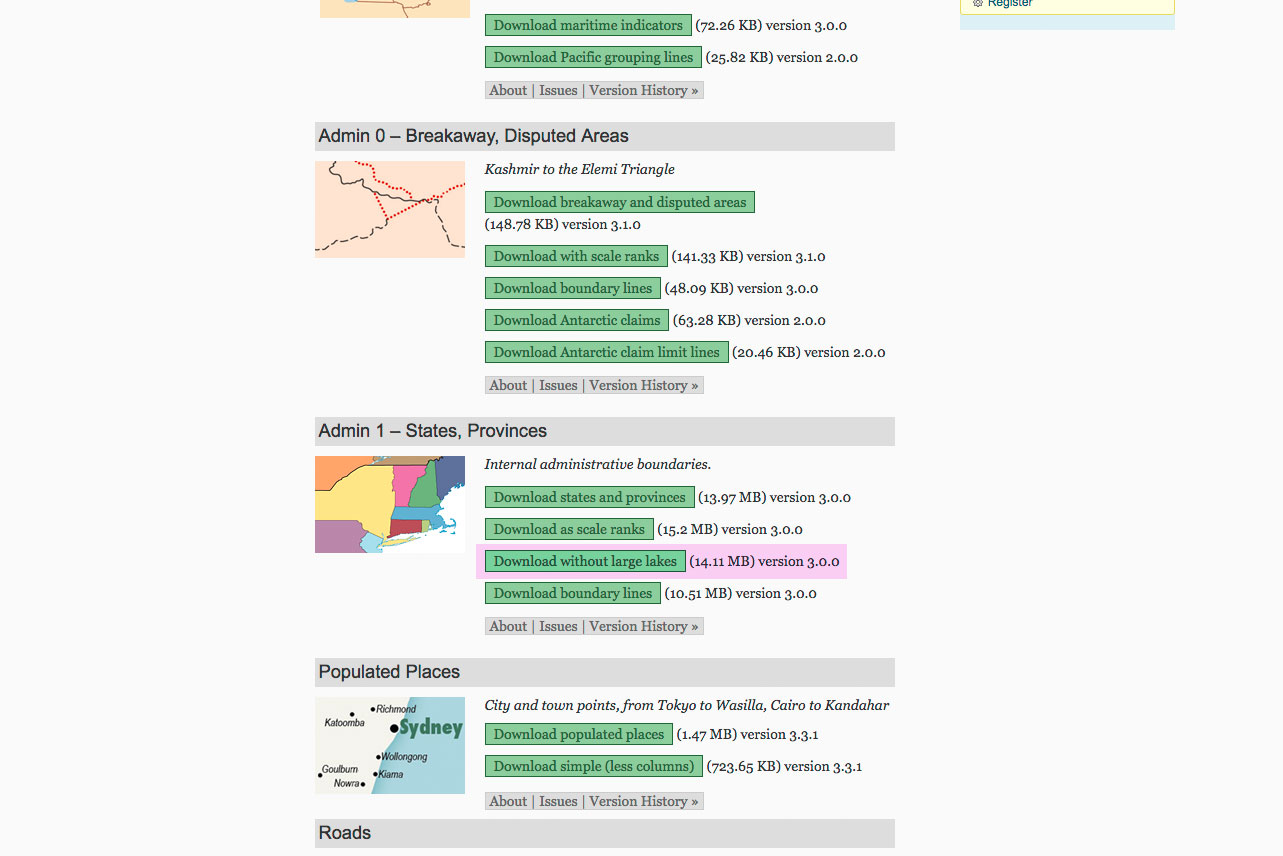 Register
Download maritime indicators (72.26 KB) version 3.0.0
Download Pacific grouping lines (25.82 KB) version 2.0.0
About | Issues | Version History »
Admin 0 – Breakaway, Disputed Areas
Kashmir to the Elemi Triangle
Download breakaway and disputed areas
(148.78 KB) version 3.1.0
Download with scale ranks (141.33 KB) version 3.1.0
Download boundary lines (48.09 KB) version 3.0.0
Download Antarctic claims (63.28 KB) version 2.0.0
Download Antarctic claim limit lines (20.46 KB) version 2.0.0
About | Issues | Version History »
Admin 1 – States, Provinces
Internal administrative boundaries.
Download states and provinces (13.97 MB) version 3.0.0
Download as scale ranks (15.2 MB) version 3.0.0
Download without large lakes (14.11 MB) version 3.0.0
Download boundary lines (10.51 MB) version 3.0.0
About | Issues | Version History »
Populated Places
Richmond
Katoomba
Sydney
Wollongong
Goulburn
Kiama
Nowra
City and town points, from Tokyo to Wasilla, Cairo to Kandahar
Download populated places (1.47 MB) version 3.3.1
Download simple (less columns) (723.65 KB) version 3.3.1
About | Issues | Version History »
Roads